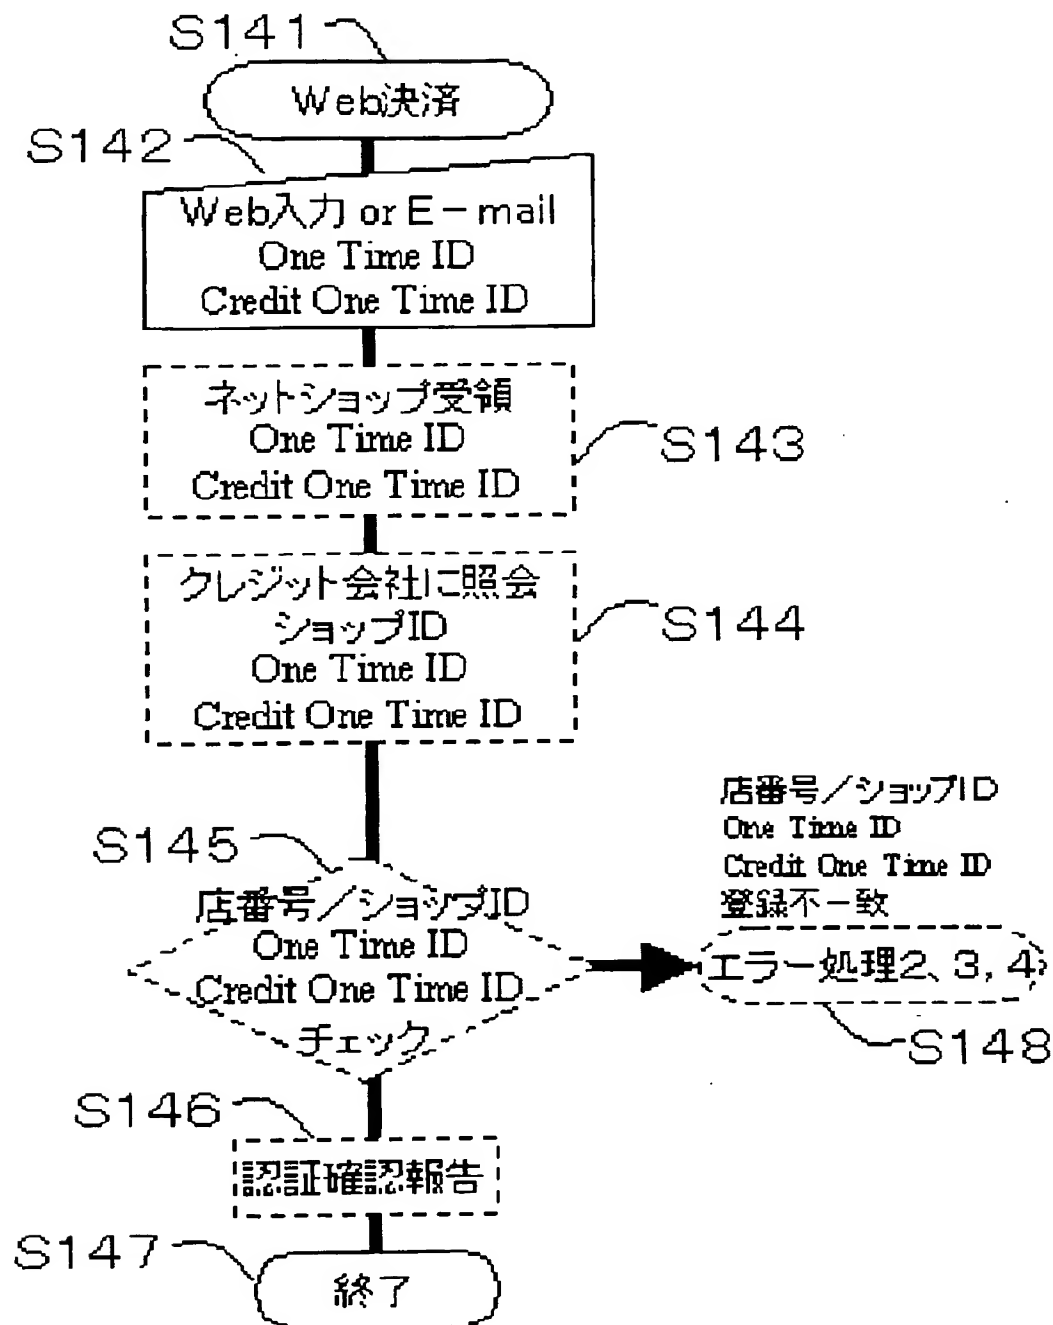 S141
Web決済
S142
Web入力 or E-mail
One Time ID
Credit One Time ID
ネットショップ受領
One Time ID
Credit One Time ID
S143
クレジット会社に照会
ショップID
One Time ID
Credit One Time ID
S144
S145
店番号/ショップID
One Time ID
Credit One Time ID
チェック
店番号/ショップID
One Time ID
Credit One Time ID
登録不一致
エラー処理2、3,4
S148
S146
認証確認報告
S147
終了